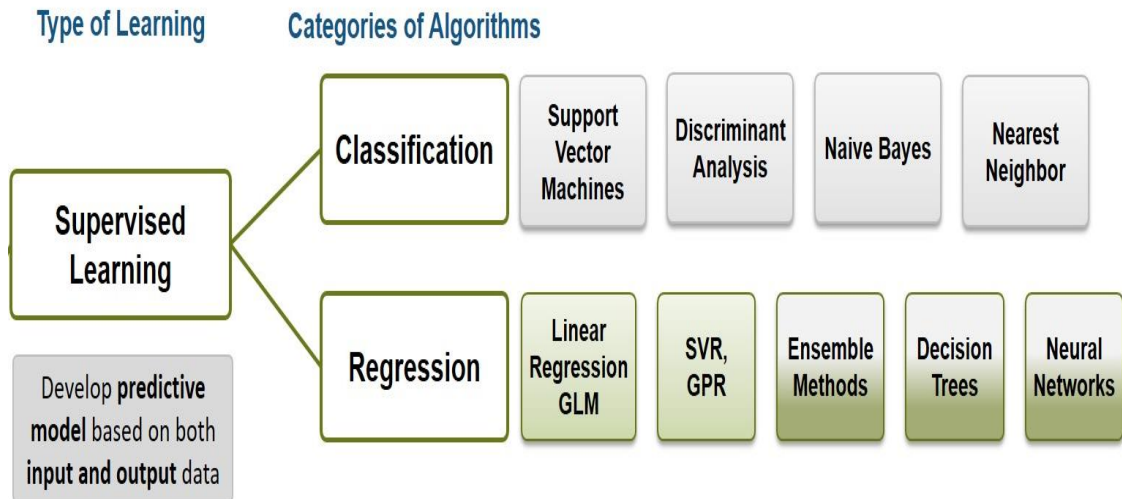 Type of Learning
Categories of Algorithms
Supervised
Learning
Develop predictive
model based on both
input and output data
Classification
Support
Vector
Machines
Discriminant
Analysis
Naive Bayes
Nearest
Neighbor
Regression
Linear
Regression
GLM
SVR,
GPR
Ensemble
Methods
Decision
Trees
Neural
Networks